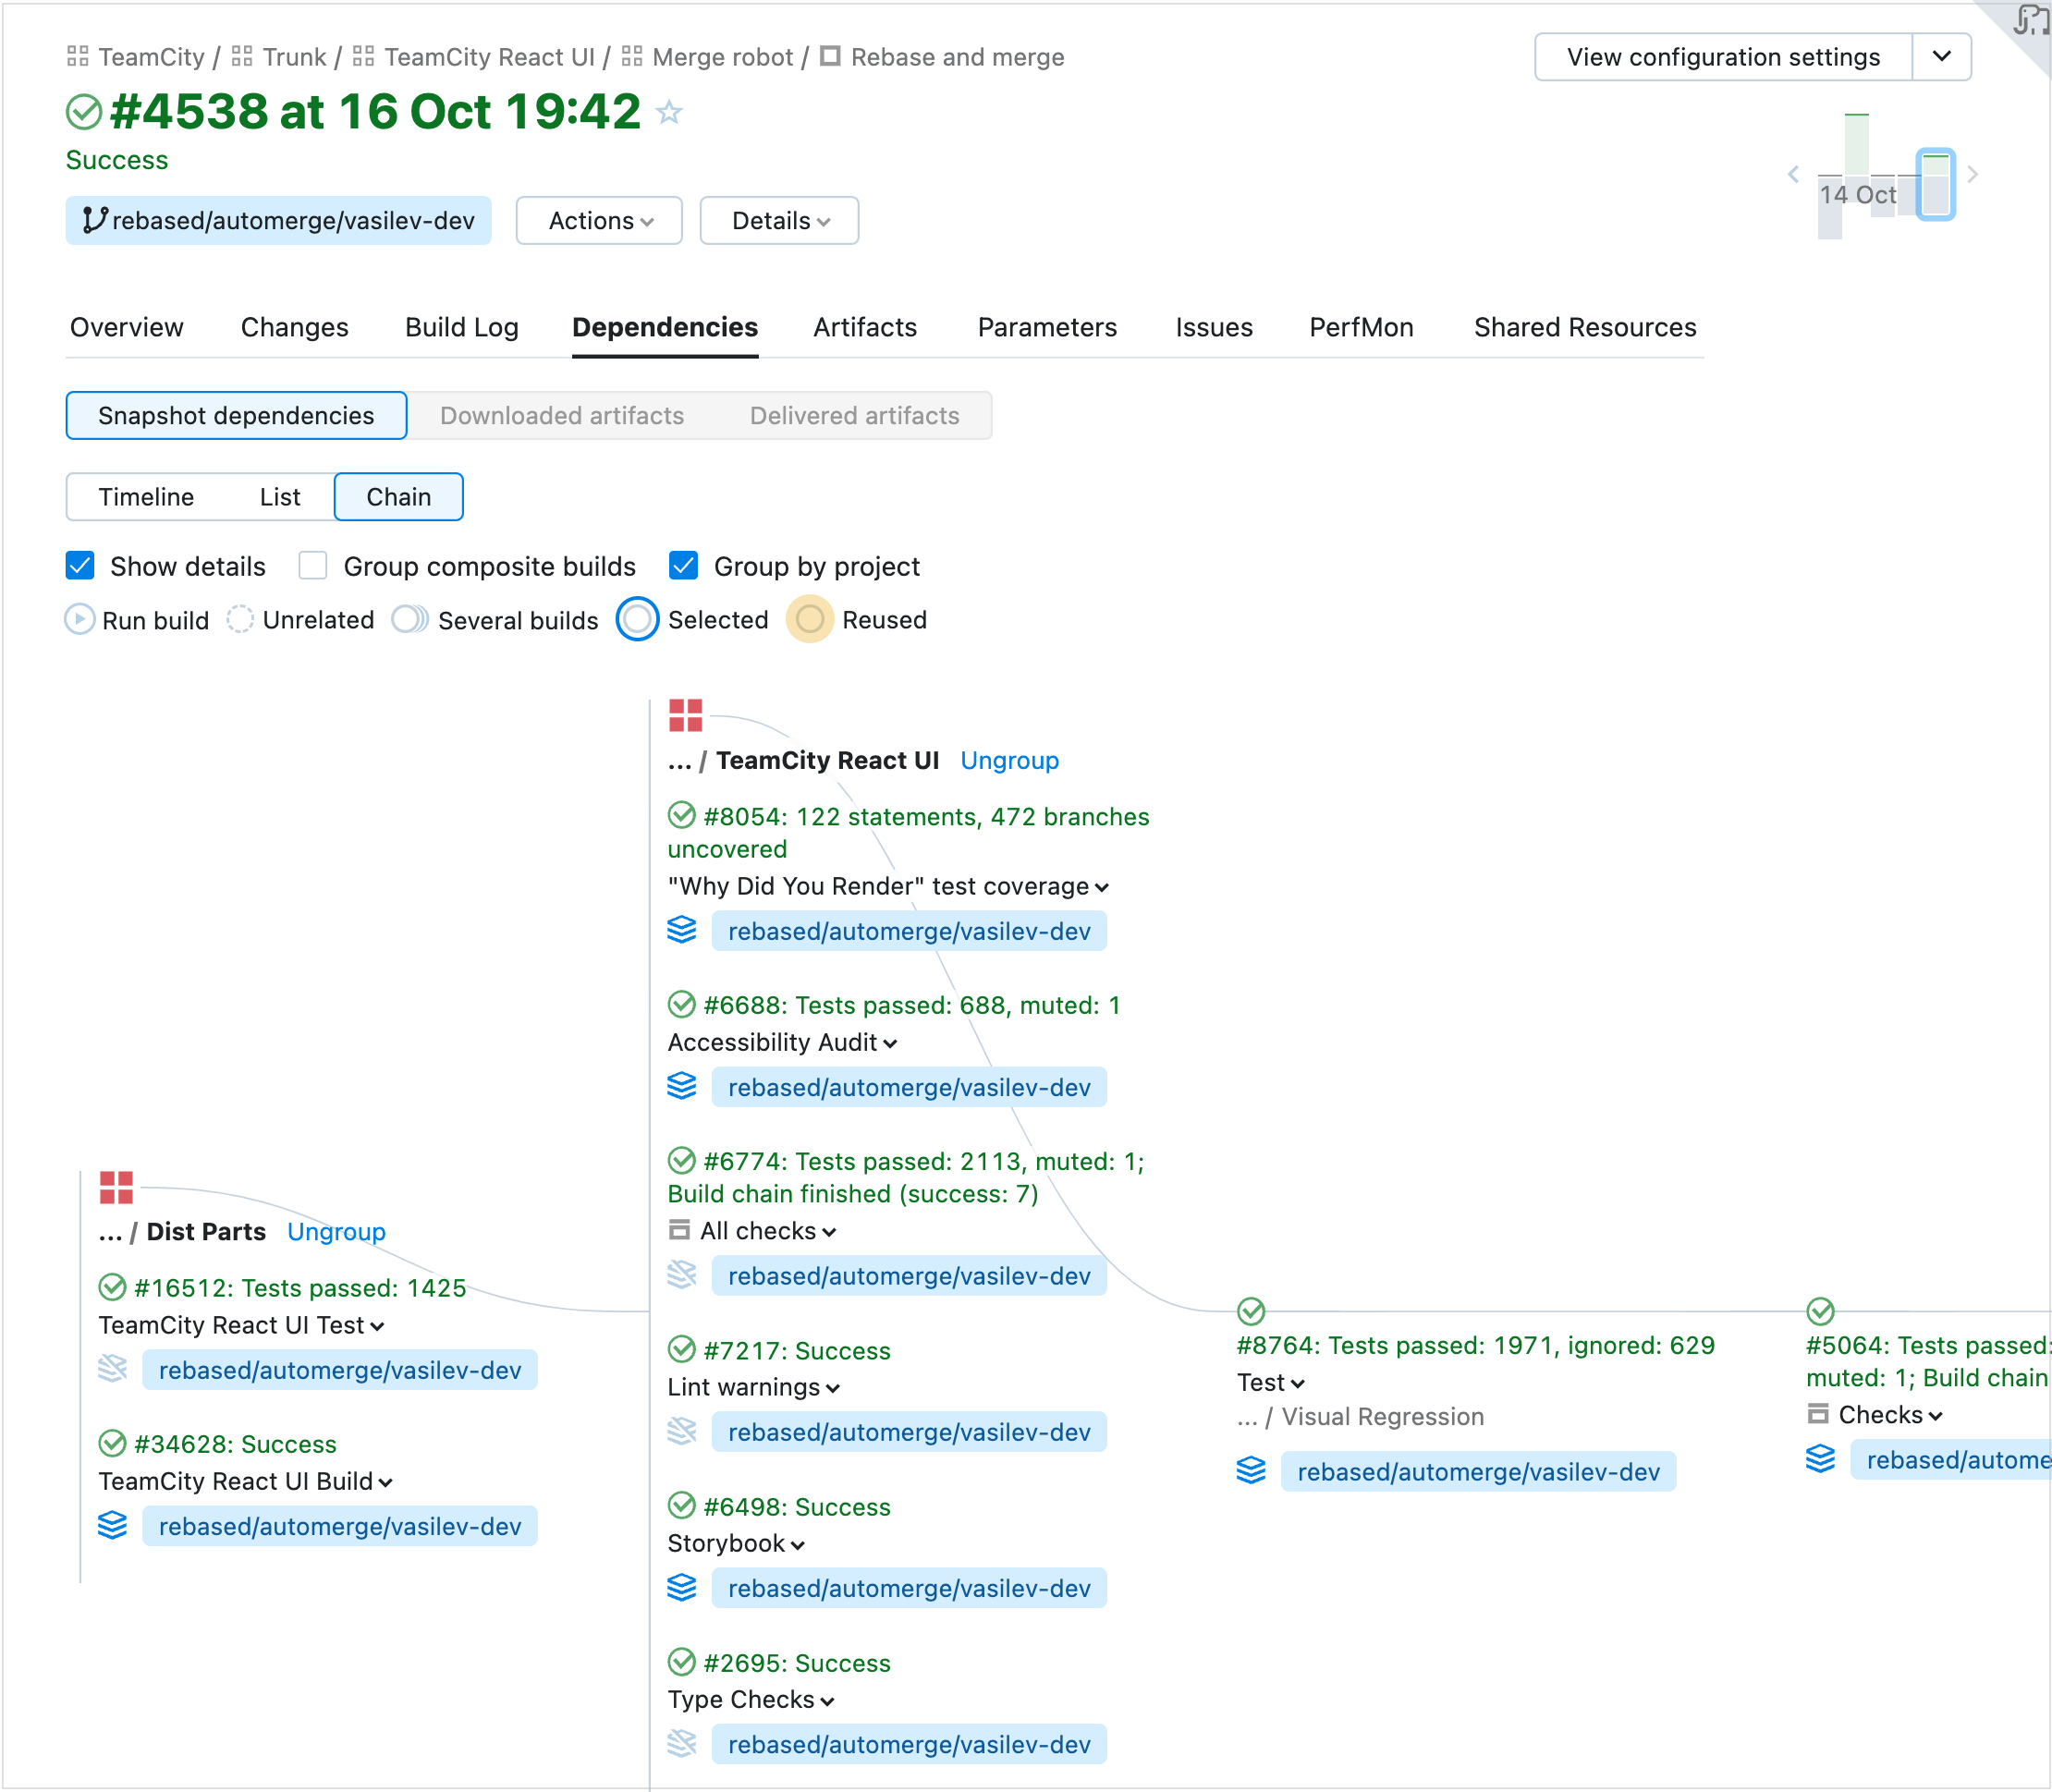 TeamCity / Trunk / TeamCity React UI / Merge robot / Rebase and merge
View configuration settings
#4538 at 16 Oct 19:42
Success
14 Oct
rebased/automerge/vasilev-dev
Actions
Details
Overview
Changes
Build Log
Dependencies
Artifacts
Parameters
Issues
PerfMon
Shared Resources
Snapshot dependencies
Downloaded artifacts
Delivered artifacts
Timeline
List
Chain
Show details
Group composite builds
Group by project
Run build
Unrelated
Several builds
Selected
Reused
... / Dist Parts Ungroup
#16512: Tests passed: 1425
TeamCity React UI Test
rebased/automerge/vasilev-dev
#34628: Success
TeamCity React UI Build
rebased/automerge/vasilev-dev
... / TeamCity React UI Ungroup
#8054: 122 statements, 472 branches
uncovered
"Why Did You Render" test coverage
rebased/automerge/vasilev-dev
#6688: Tests passed: 688, muted: 1
Accessibility Audit
rebased/automerge/vasilev-dev
#6774: Tests passed: 2113, muted: 1;
Build chain finished (success: 7)
All checks
rebased/automerge/vasilev-dev
#7217: Success
Lint warnings
rebased/automerge/vasilev-dev
#6498: Success
Storybook
rebased/automerge/vasilev-dev
#2695: Success
Type Checks
rebased/automerge/vasilev-dev
#8764: Tests passed: 1971, ignored: 629
Test
... / Visual Regression
rebased/automerge/vasilev-dev
#5064: Tests passed:
muted: 1; Build chain
Checks
rebased/autome